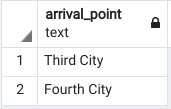 arrival_point
text
1 Third City
2 Fourth City